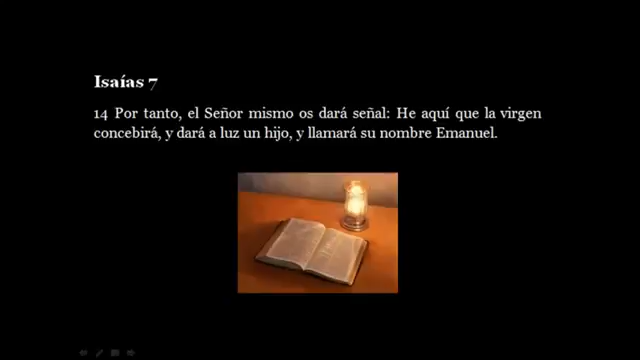 Isaías 7
14 Por tanto, el Señor mismo os dará señal: He aquí que la virgen
concebirá, y dará a luz un hijo, y llamará su nombre Emanuel.